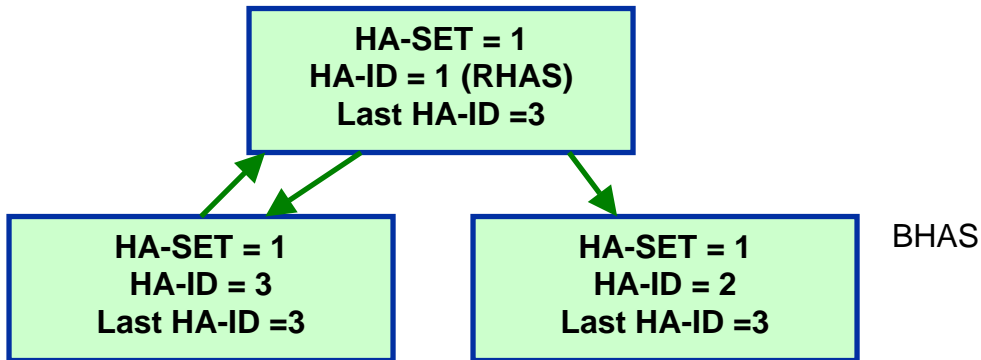 HA-SET = 1
HA-ID = 1 (RHAS)
Last HA-ID =3
HA-SET = 1
HA-ID = 3
Last HA-ID =3
HA-SET = 1
HA-ID = 2
Last HA-ID =3
BHAS